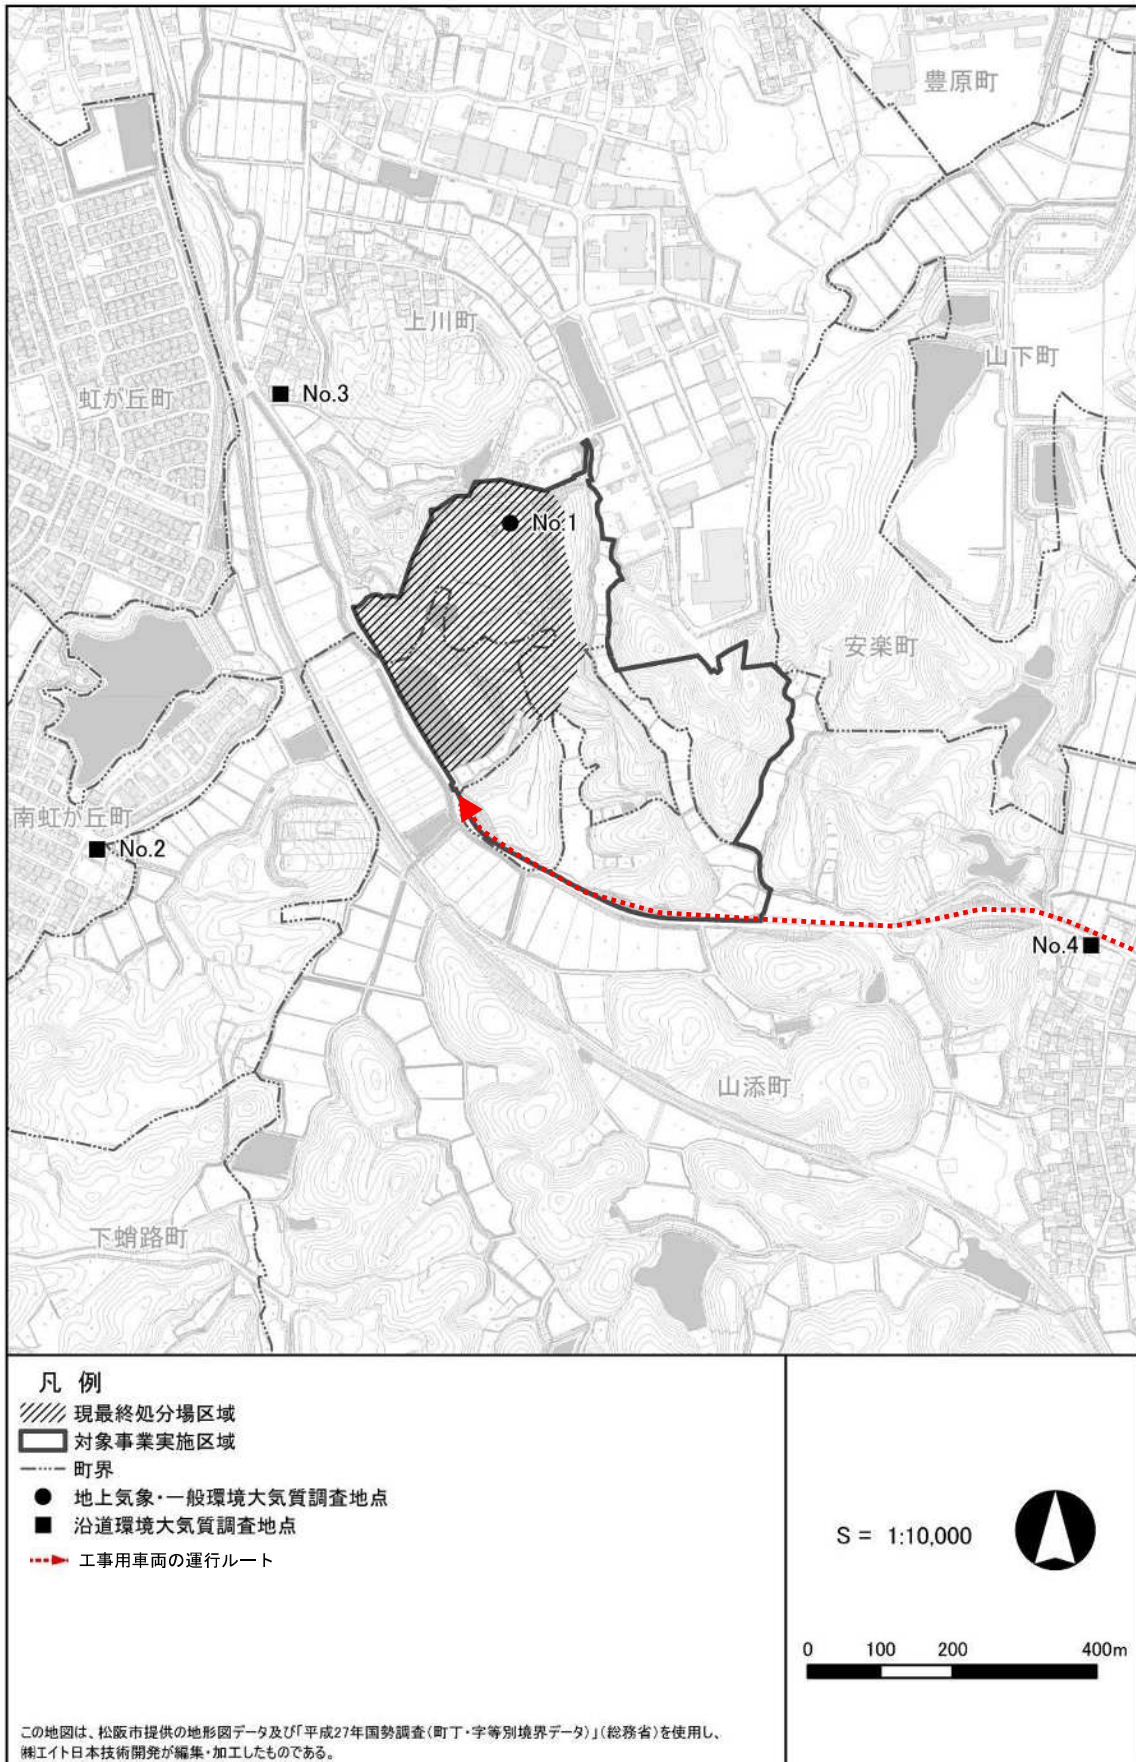 豊原町
上川町
山下町
虹が丘町
No.3
No.1
安楽町
南虹が丘町
No.2
No.4
山添町
下蛸路町
凡 例
現最終処分場区域
対象事業実施区域
町界
地上気象・一般環境大気質調査地点
沿道環境大気質調査地点
工事用車両の運行ルート
S = 1:10,000
0 100 200 400m
この地図は、松阪市提供の地形図データ及び「平成27年国勢調査(町丁・字等別境界データ)」(総務省)を使用し、
㈱エイト日本技術開発が編集・加工したものである。